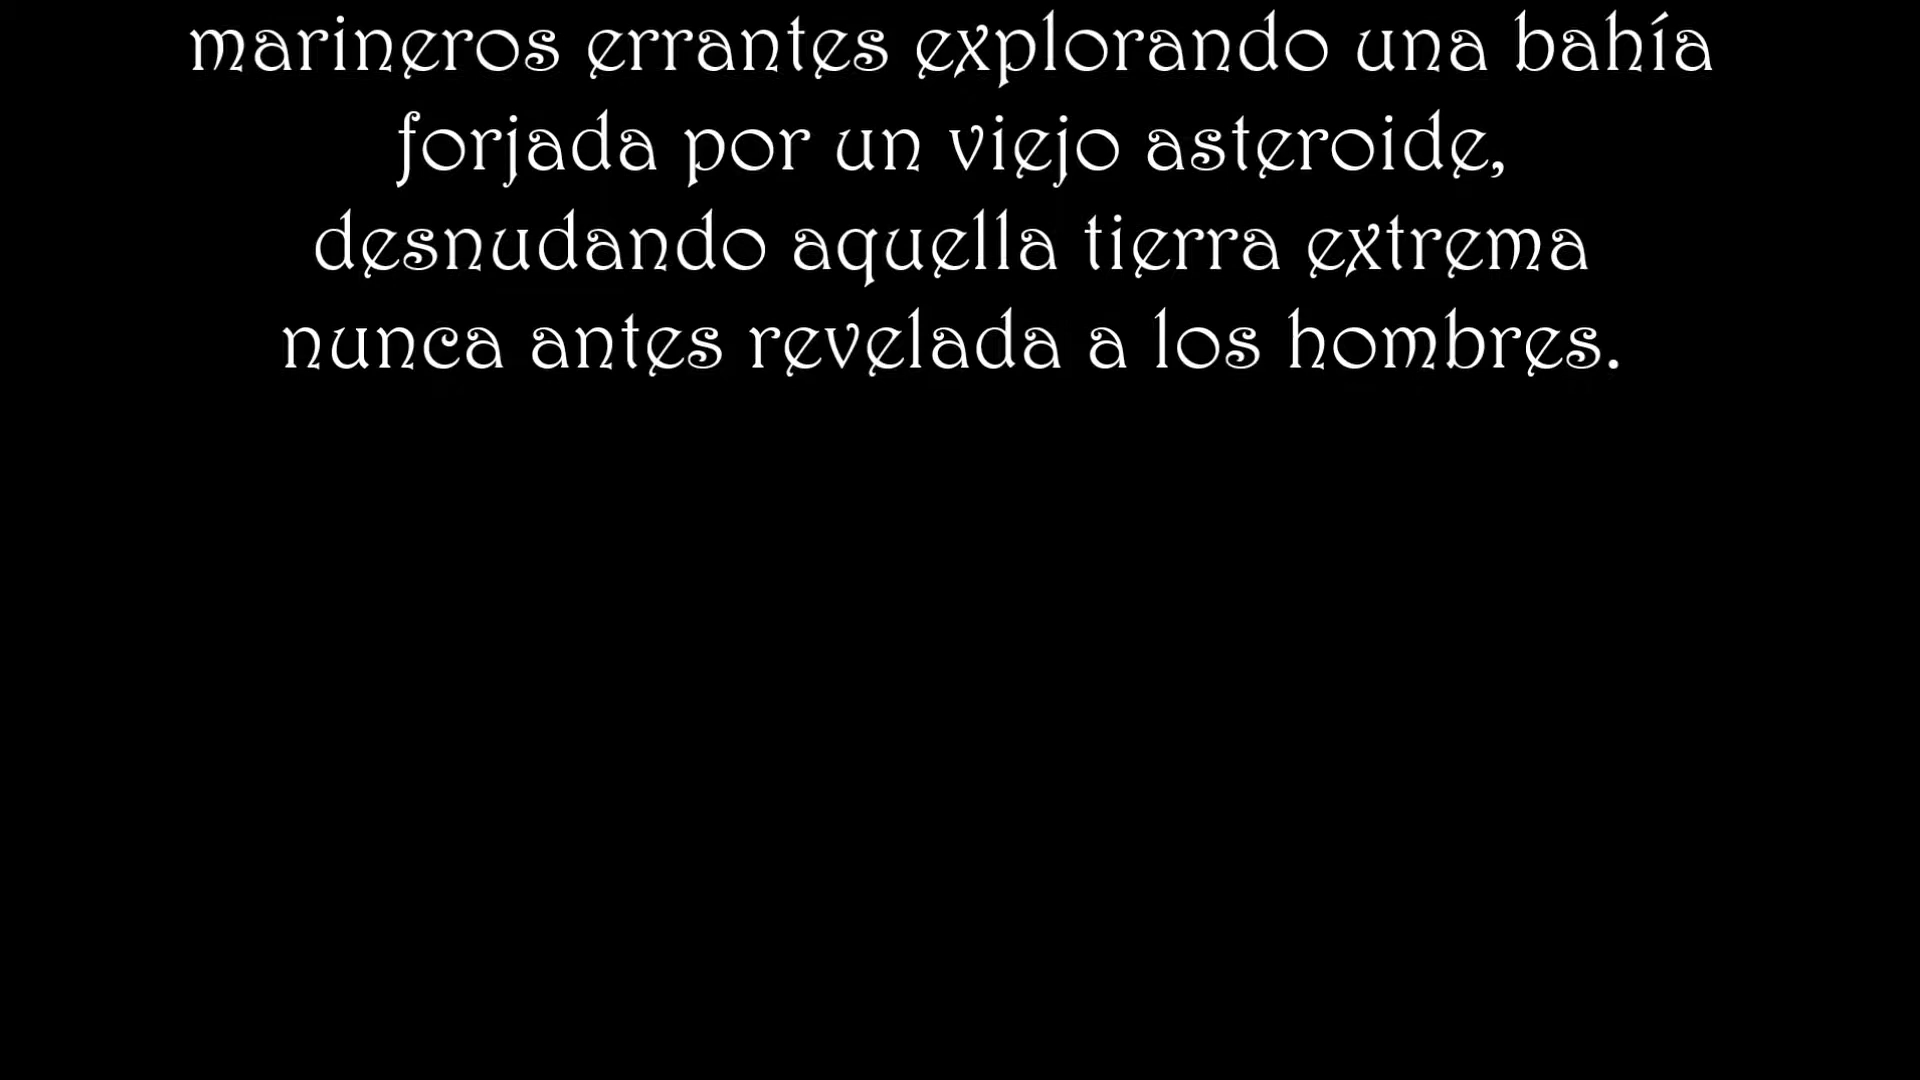 marineros errantes explorando una bahía
forjada por un viejo asteroide,
desnudando aquella tierra extrema
nunca antes revelada a los hombres.